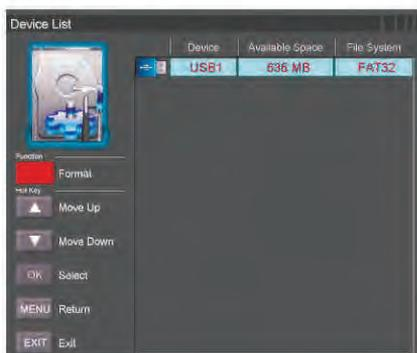 Device List
Device Available Space File System
USB1 636 MB FAT32
Function
Format
Hot Key
Move Up
Move Down
OK Select
MENU Return
EXIT Exit